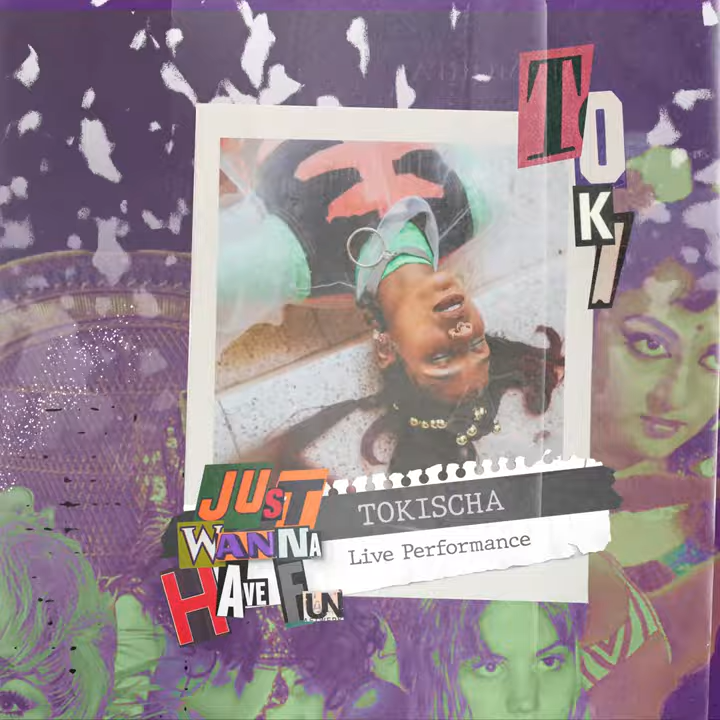 TOKI
TOKISCHA
Live Performance
JUST
WANNA
HAVE FUN